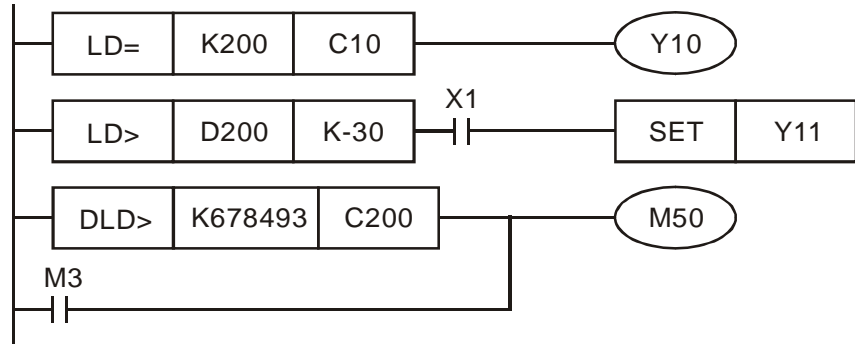 LD= K200 C10 Y10
X1
LD> D200 K-30 SET Y11
DLD> K678493 C200 M50
M3